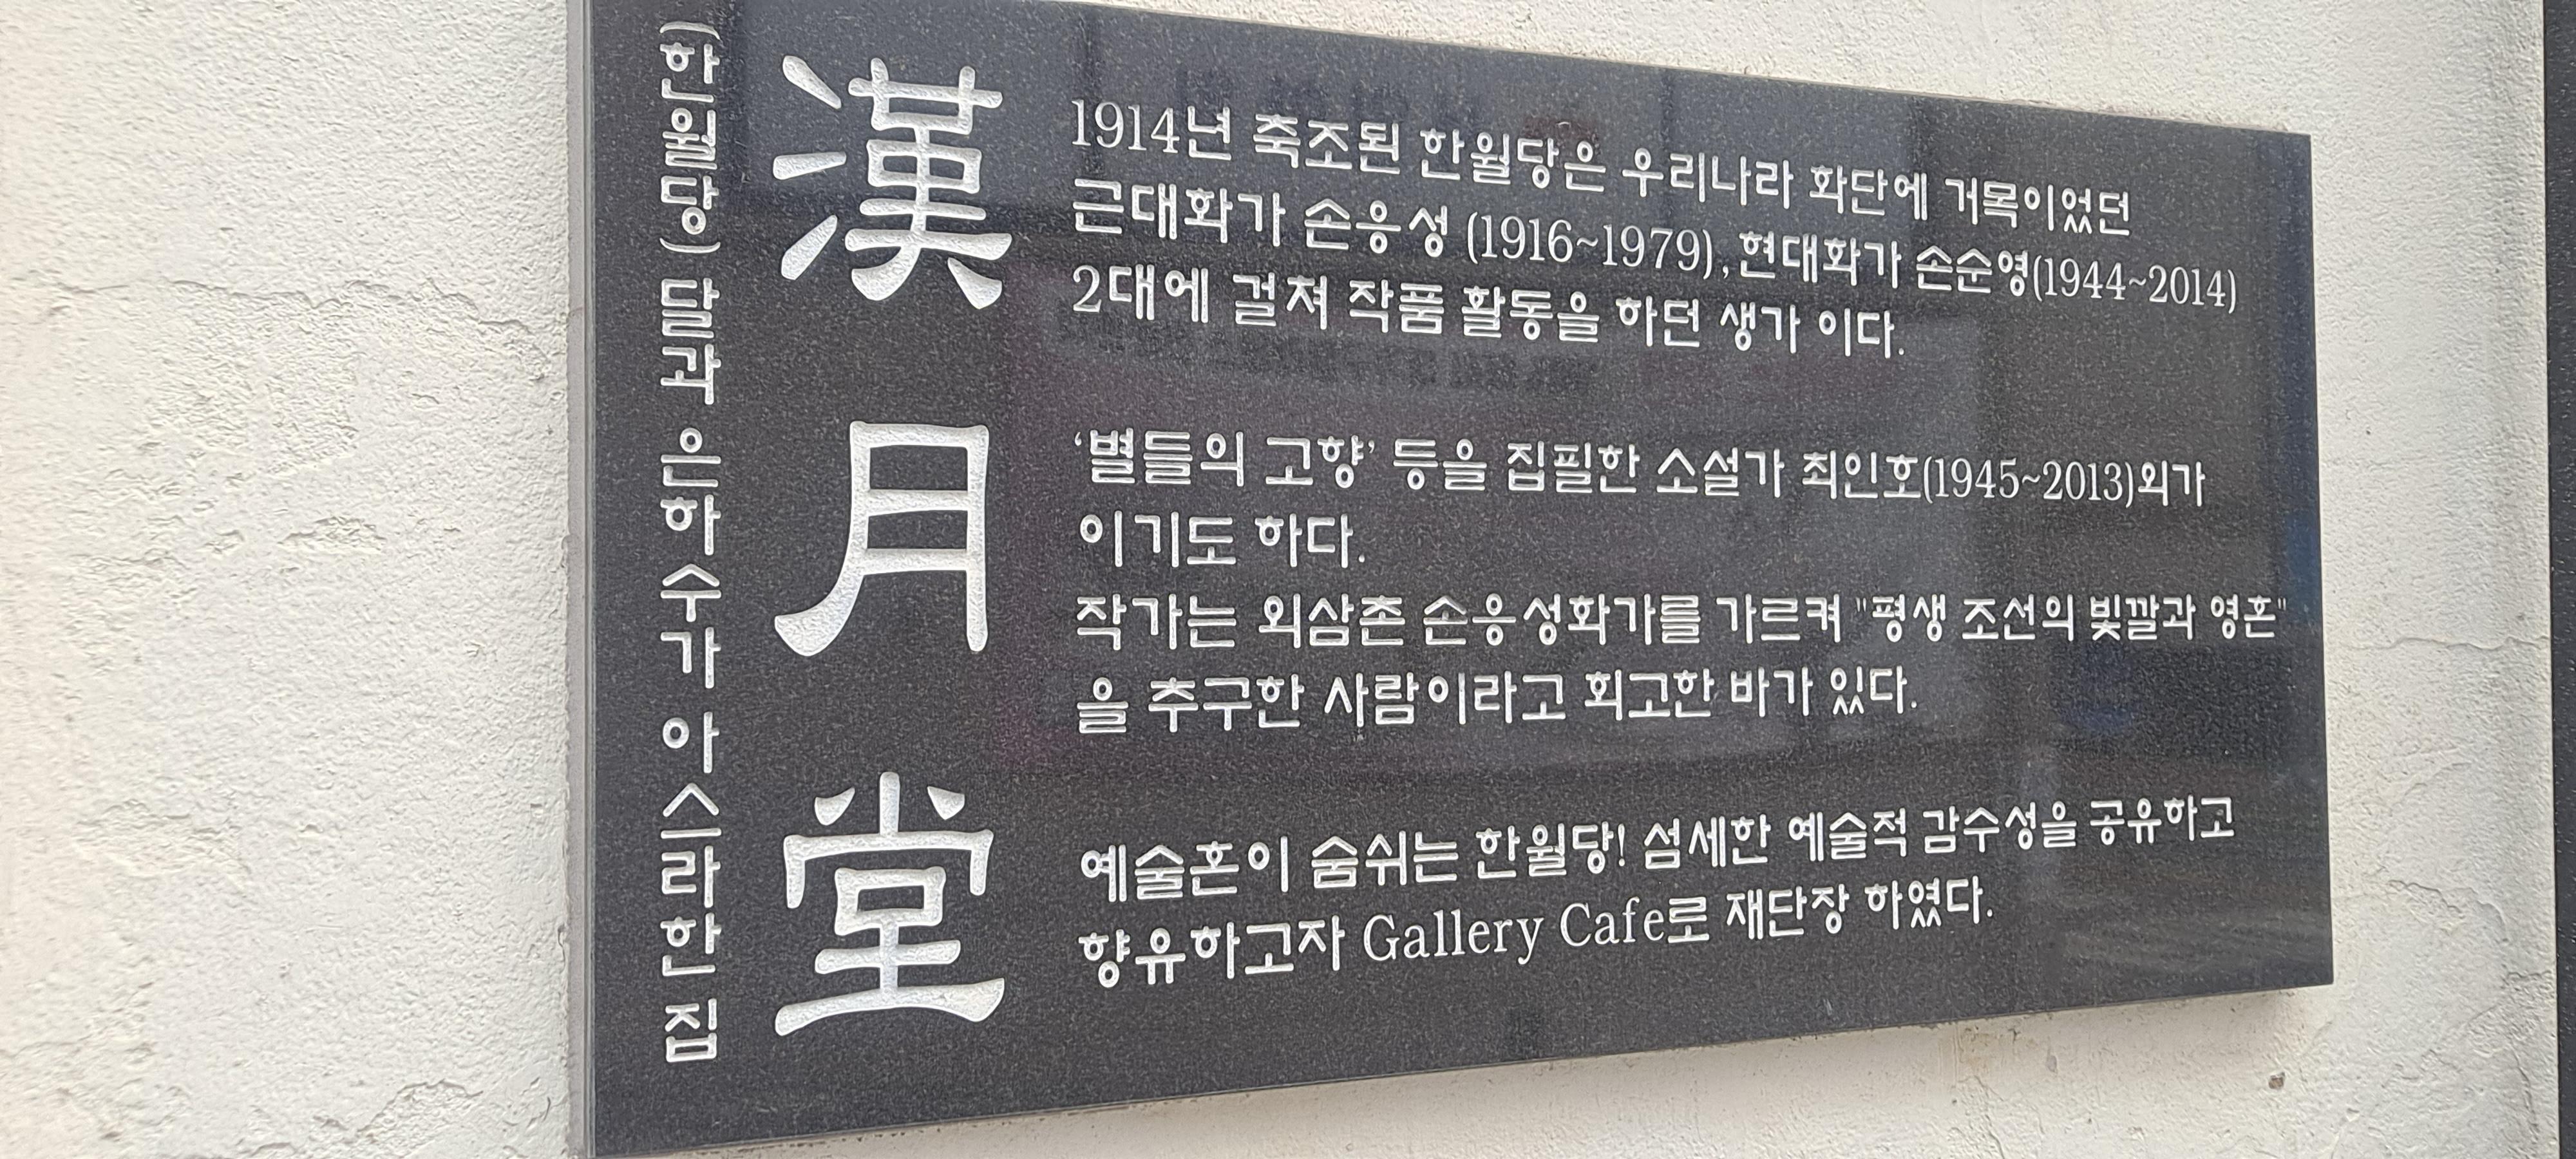 (한월당) 달과 은하수가 아스라한 집
漢月堂
1914년 축조된 한월당은 우리나라 화단에 거목이었던
근대화가 손응성 (1916~1979), 현대화가 손순영(1944~2014)
2대에 걸쳐 작품 활동을 하던 생가 이다.
‘별들의 고향’ 등을 집필한 소설가 최인호(1945~2013)외가
이기도 하다.
작가는 외삼촌 손응성화가를 가르켜 "평생 조선의 빛깔과 영혼"
을 추구한 사람이라고 회고한 바가 있다.
예술혼이 숨쉬는 한월당! 섬세한 예술적 감수성을 공유하고
향유하고자 Gallery Cafe로 재단장 하였다.